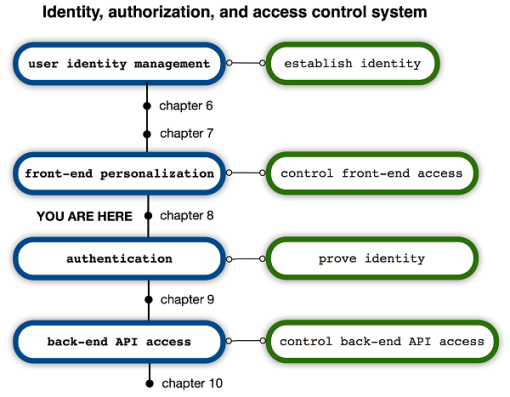 Identity, authorization, and access control system
user identity management
establish identity
chapter 6
chapter 7
front-end personalization
control front-end access
YOU ARE HERE
chapter 8
authentication
prove identity
chapter 9
back-end API access
control back-end API access
chapter 10